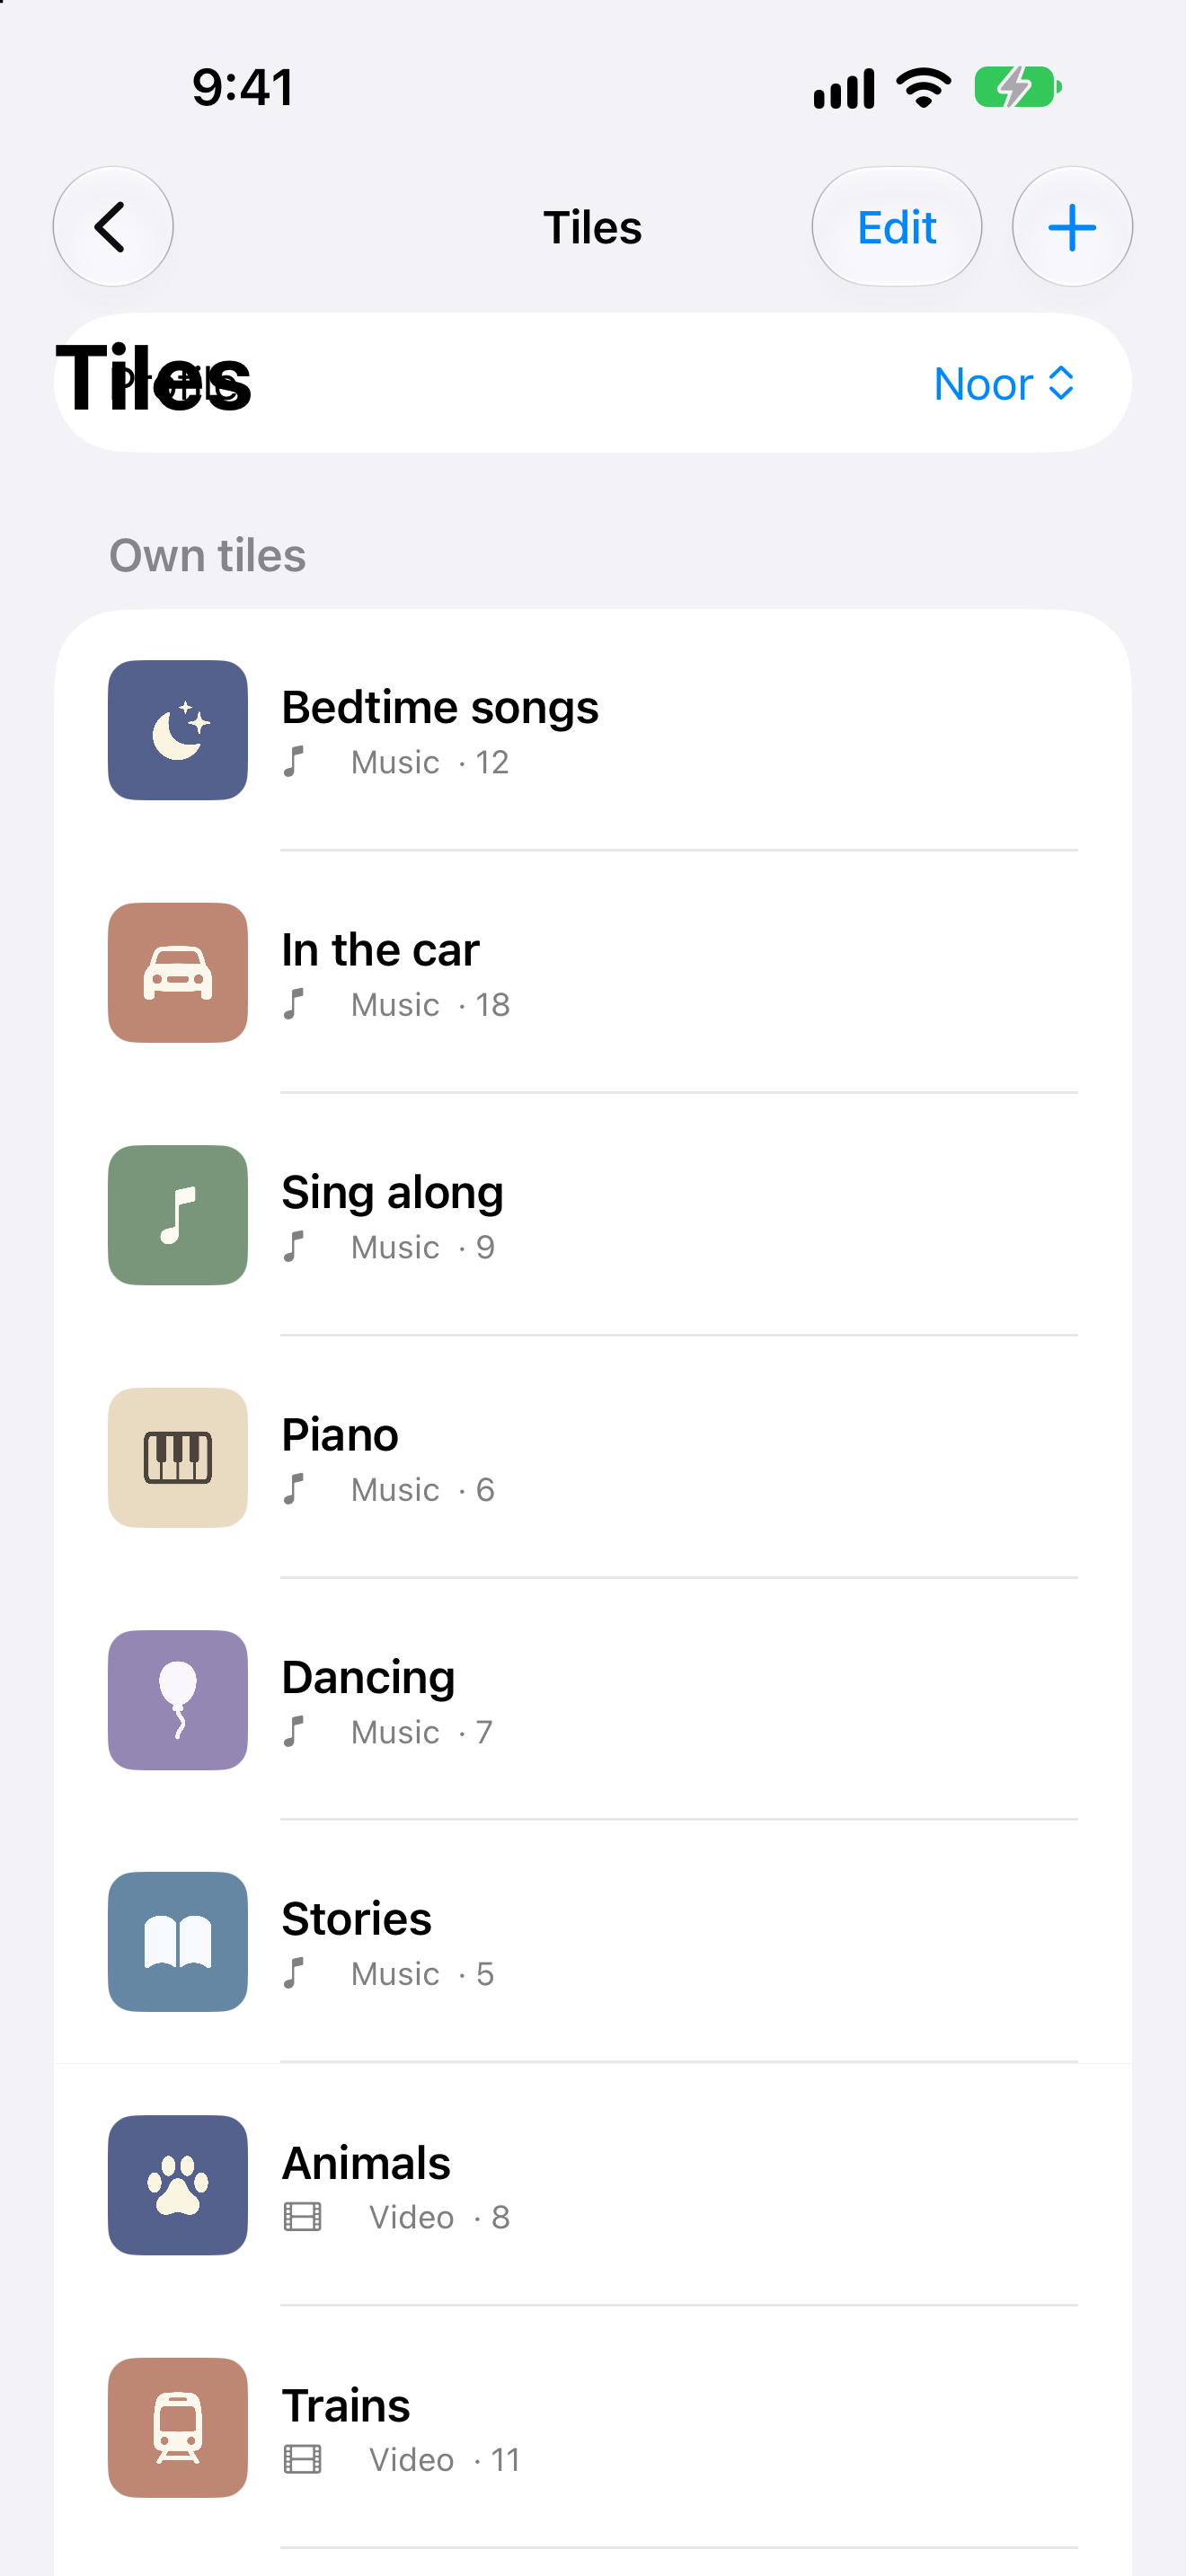 9:41
Tiles
Edit
Tiles
Profile
Noor
Own tiles
Bedtime songs
Music · 12
In the car
Music · 18
Sing along
Music · 9
Piano
Music · 6
Dancing
Music · 7
Stories
Music · 5
Animals
Video · 8
Trains
Video · 11